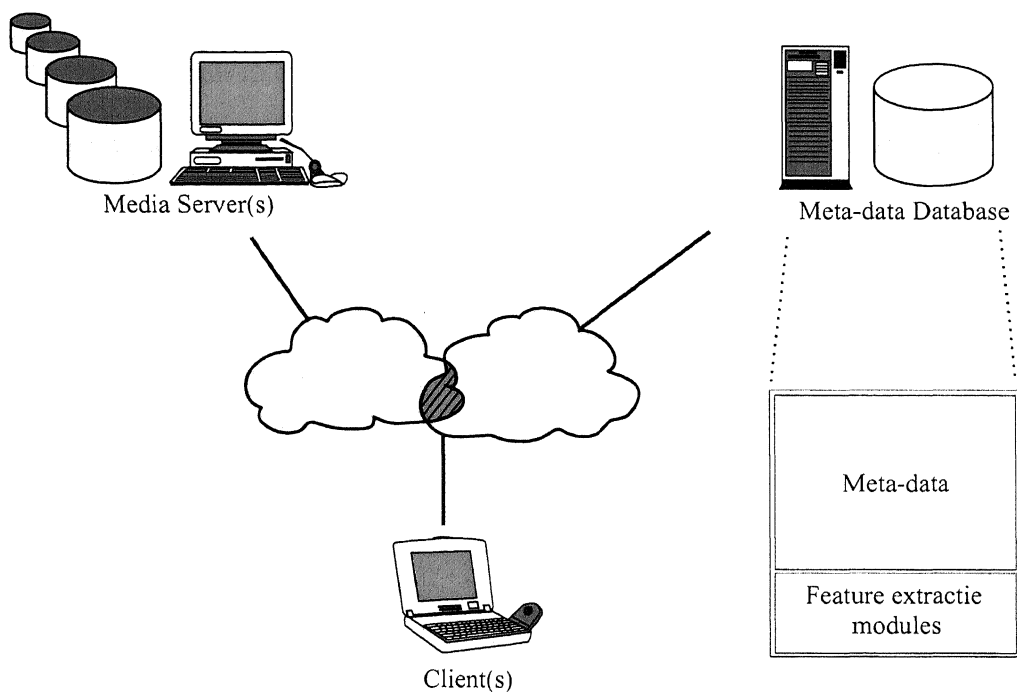 Media Server(s)
Meta-data Database
Meta-data
Feature extractie
modules
Client(s)